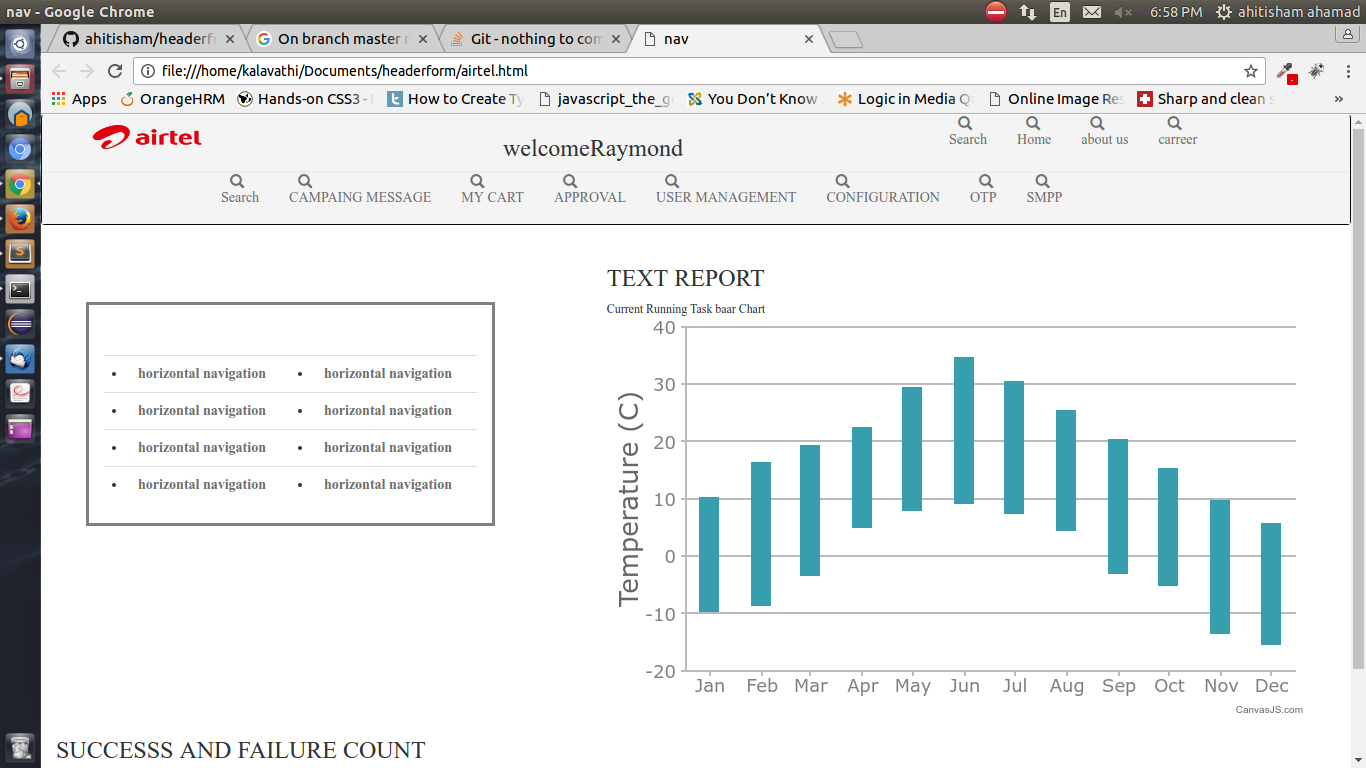 nav - Google Chrome
En
6:58 PM
ahitisham ahamad
ahitisham/headerf
On branch master
Git - nothing to com
nav
file:///home/kalavathi/Documents/headerform/airtel.html
Apps
OrangeHRM
Hands-on CSS3 -
How to Create Ty
javascript_the_g
You Don't Know
Logic in Media Q
Online Image Res
Sharp and clean s
»
airtel
welcomeRaymond
Search
Home
about us
carreer
Search
CAMPAING MESSAGE
MY CART
APPROVAL
USER MANAGEMENT
CONFIGURATION
OTP
SMPP
TEXT REPORT
Current Running Task baar Chart
• horizontal navigation • horizontal navigation
• horizontal navigation • horizontal navigation
• horizontal navigation • horizontal navigation
• horizontal navigation • horizontal navigation
Temperature (C)
40
30
20
10
0
-10
-20
Jan Feb Mar Apr May Jun Jul Aug Sep Oct Nov Dec
CanvasJS.com
SUCCESSS AND FAILURE COUNT